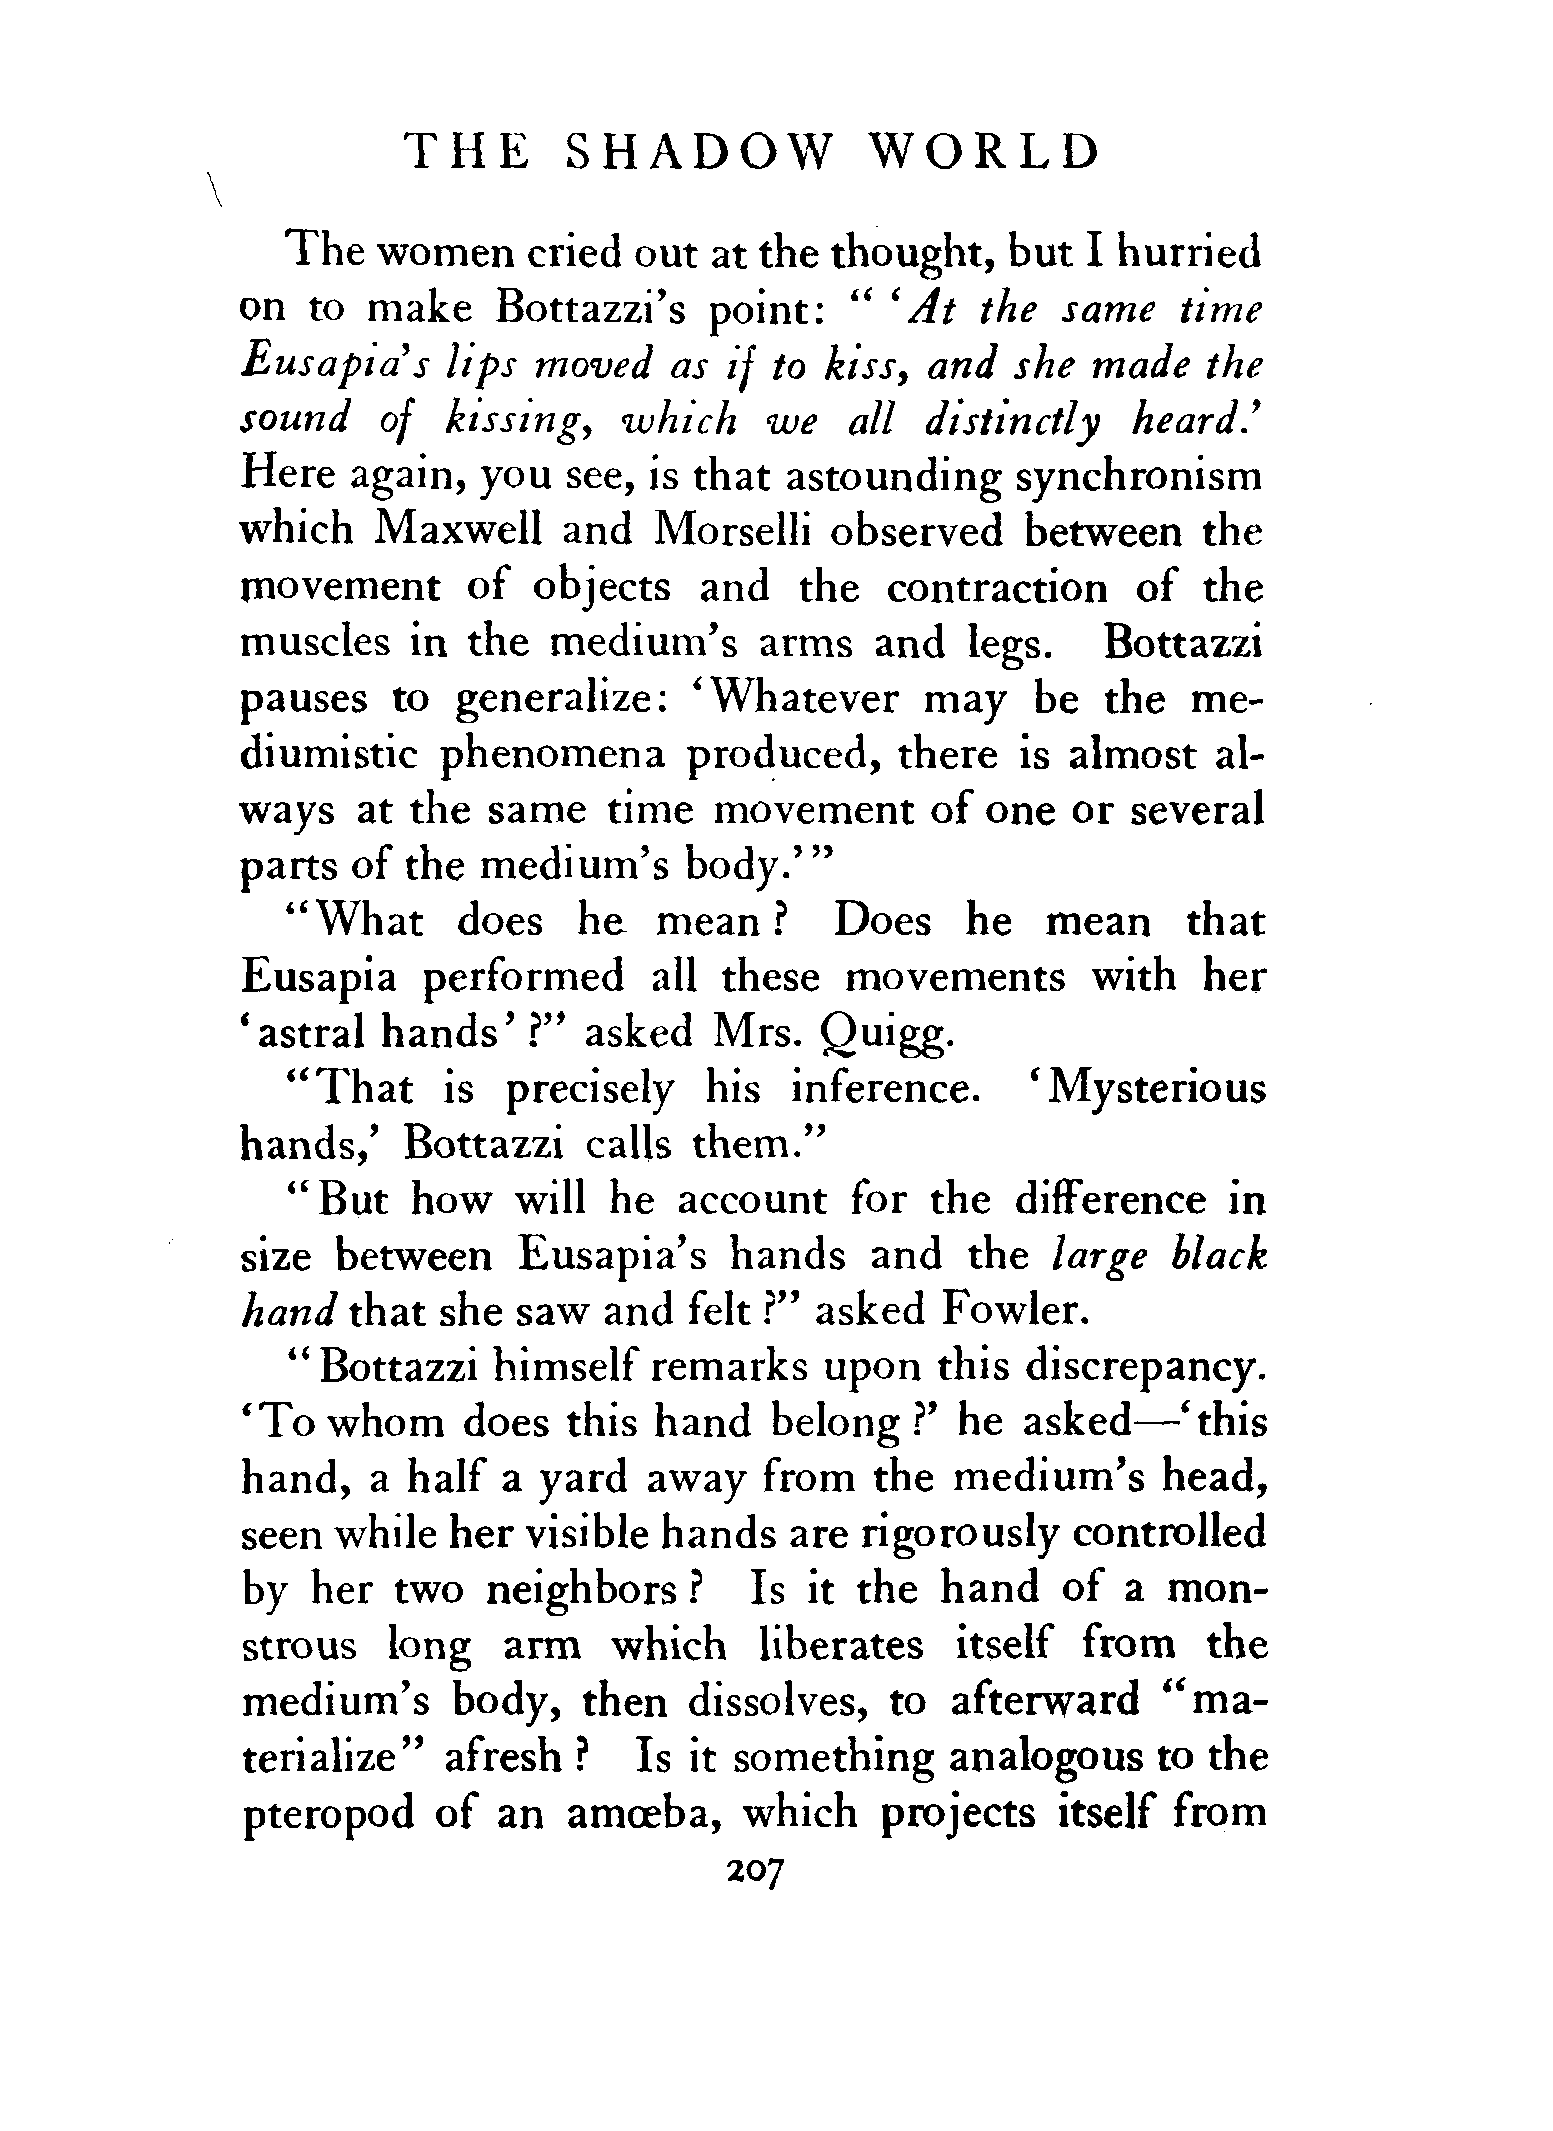 THE SHADOW WORLD
The women cried out at the thought, but I hurried
on to make Bottazzi's point: " 'At the same time
Eusapia's lips moved as if to kiss, and she made the
sound of kissing, which we all distinctly heard.'
Here again, you see, is that astounding synchronism
which Maxwell and Morselli observed between the
movement of objects and the contraction of the
muscles in the medium's arms and legs. Bottazzi
pauses to generalize: 'Whatever may be the me-
diumistic phenomena produced, there is almost al-
ways at the same time movement of one or several
parts of the medium's body.'"
"What does he mean? Does he mean that
Eusapia performed all these movements with her
'astral hands'?" asked Mrs. Quigg.
"That is precisely his inference. 'Mysterious
hands,' Bottazzi calls them."
"But how will he account for the difference in
size between Eusapia's hands and the large black
hand that she saw and felt?" asked Fowler.
"Bottazzi himself remarks upon this discrepancy.
'To whom does this hand belong?' he asked—'this
hand, a half a yard away from the medium's head,
seen while her visible hands are rigorously controlled
by her two neighbors? Is it the hand of a mon-
strous long arm which liberates itself from the
medium's body, then dissolves, to afterward "ma-
terialize" afresh? Is it something analogous to the
pteropod of an amœba, which projects itself from
207